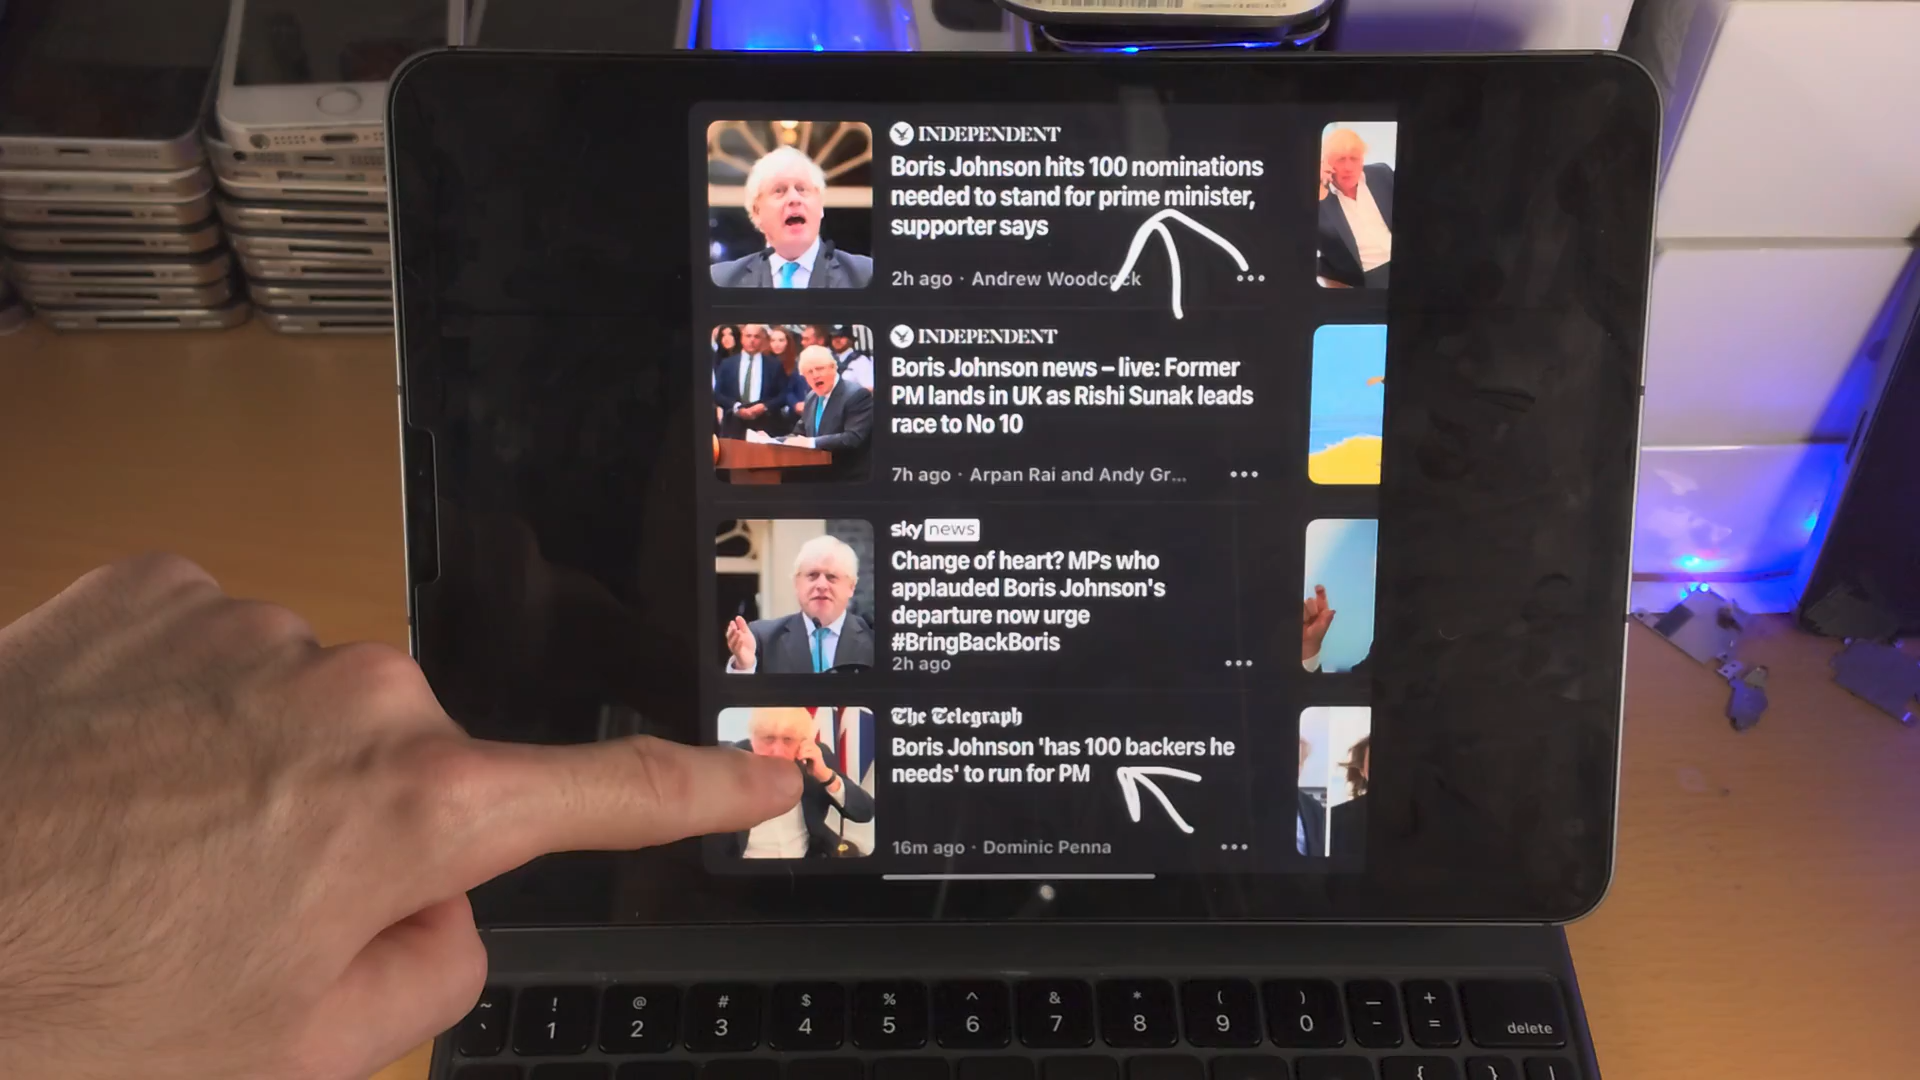 INDEPENDENT
Boris Johnson hits 100 nominations
needed to stand for prime minister,
supporter says
2h ago · Andrew Woodcock
INDEPENDENT
Boris Johnson news – live: Former
PM lands in UK as Rishi Sunak leads
race to No 10
7h ago · Arpan Rai and Andy Gr...
sky news
Change of heart? MPs who
applauded Boris Johnson's
departure now urge
#BringBackBoris
2h ago
The Telegraph
Boris Johnson 'has 100 backers he
needs' to run for PM
16m ago · Dominic Penna
~ ! @ # $ % ^ & * ( ) — +
` 1 2 3 4 5 6 7 8 9 0 - = delete
{ } |